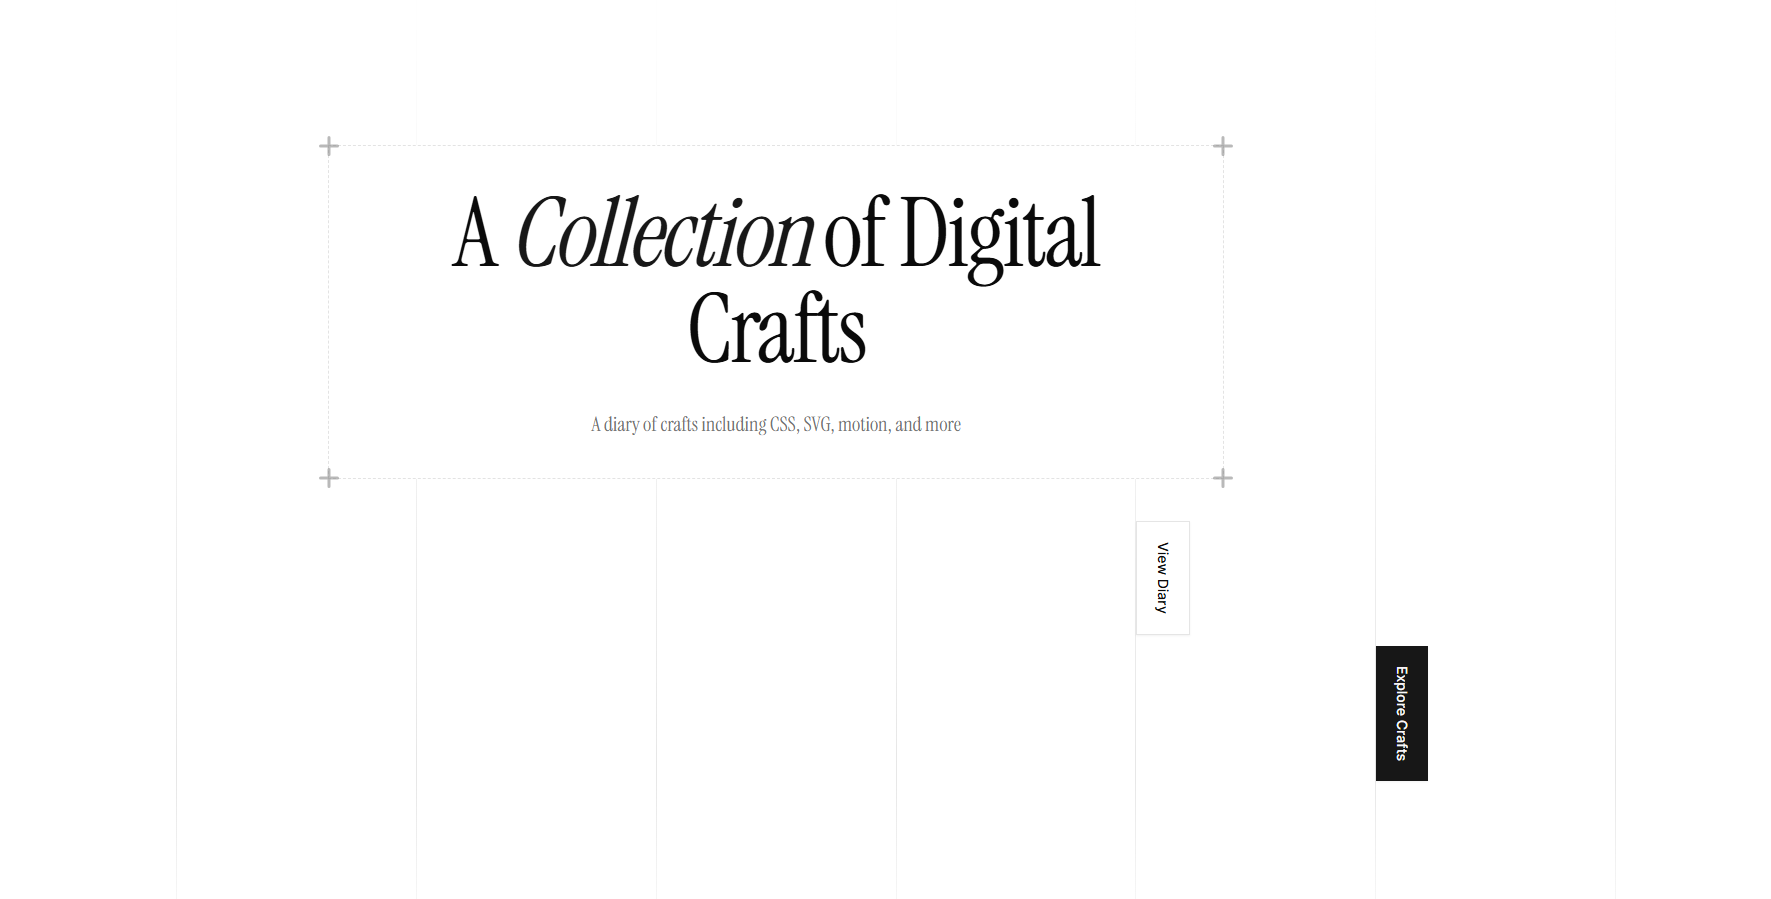 A Collection of Digital
Crafts
A diary of crafts including CSS, SVG, motion, and more
View Diary
Explore Crafts